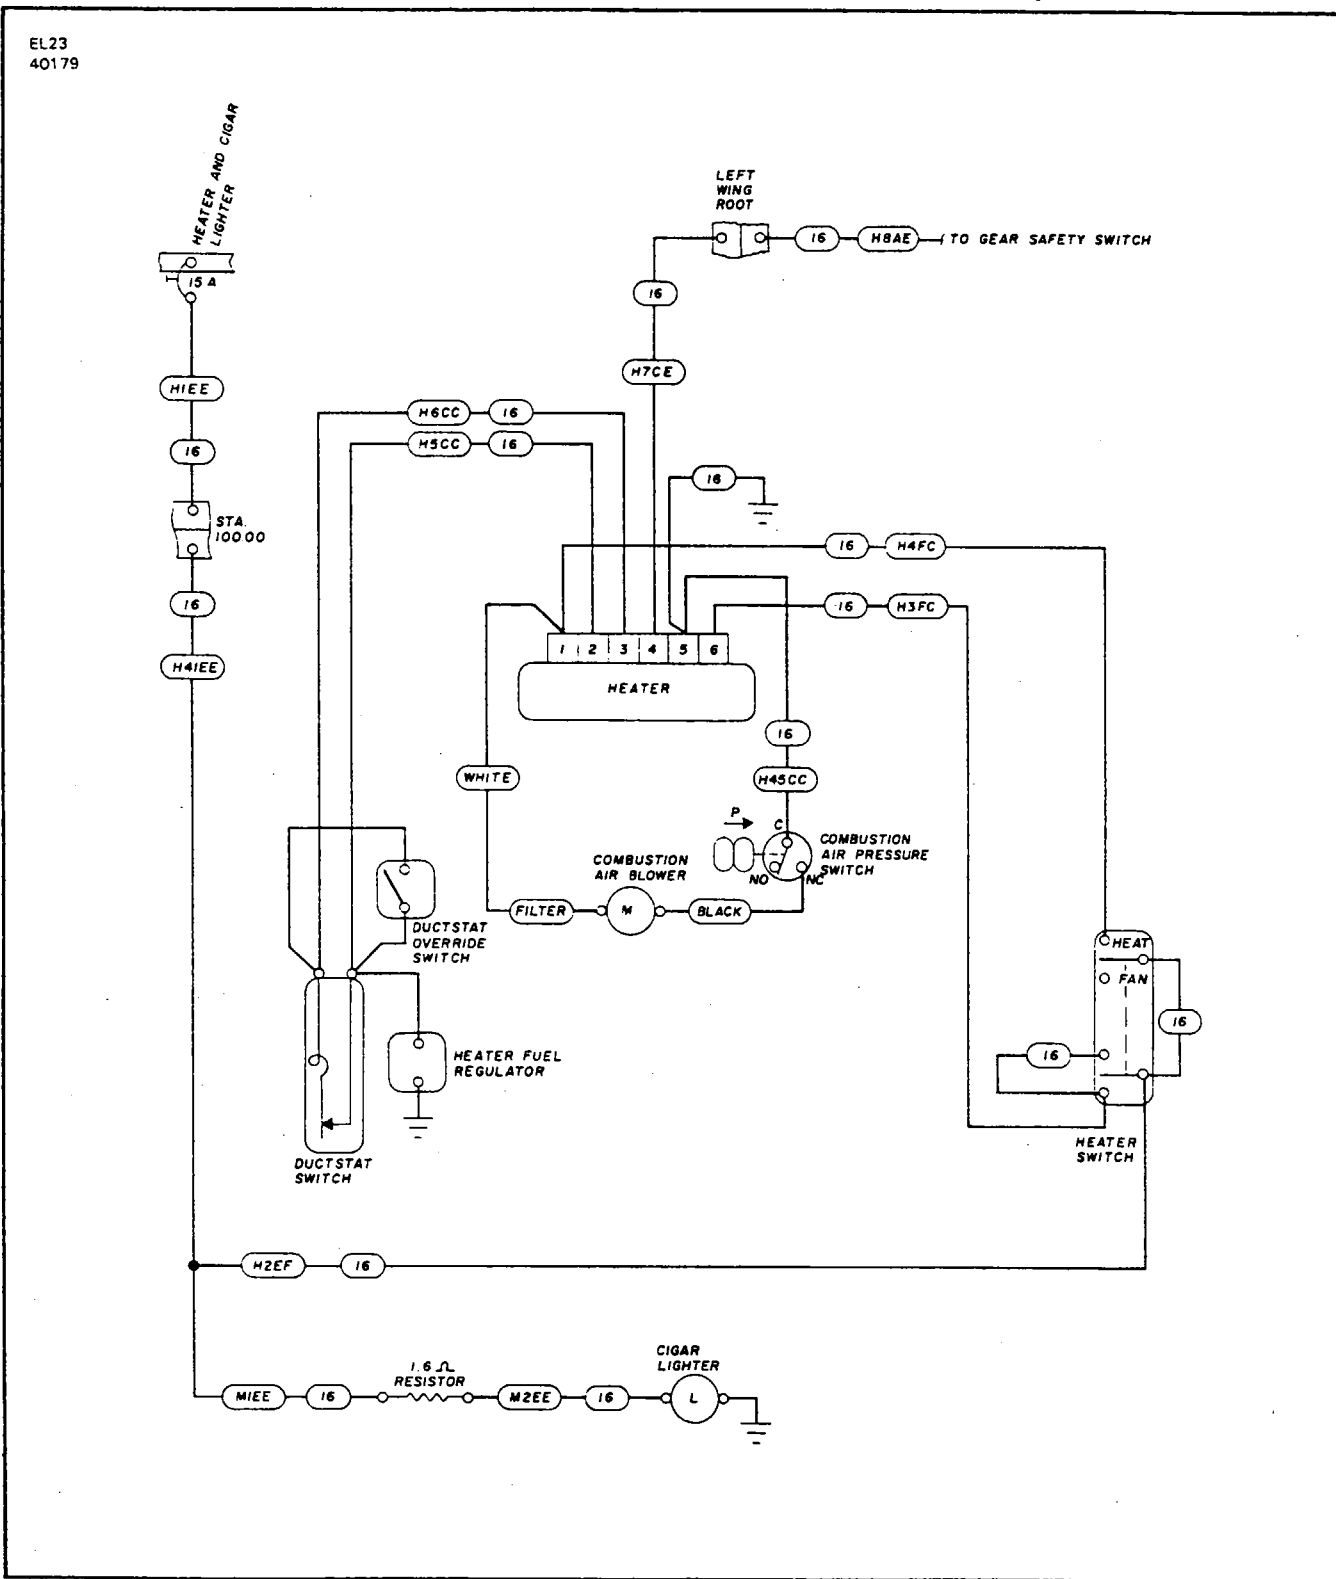 EL23
40179
HEATER AND CIGAR
LIGHTER
15 A
H1EE
16
STA.
100.00
16
H41EE
LEFT
WING
ROOT
16
H8AE
TO GEAR SAFETY SWITCH
16
H7CE
H6CC
16
H5CC
16
16
16
H4FC
16
H3FC
1
2
3
4
5
6
HEATER
16
H45CC
WHITE
P
C
NO
NC
COMBUSTION
AIR PRESSURE
SWITCH
COMBUSTION
AIR BLOWER
FILTER
M
BLACK
DUCTSTAT
OVERRIDE
SWITCH
HEATER FUEL
REGULATOR
DUCTSTAT
SWITCH
HEAT
FAN
16
16
HEATER
SWITCH
H2EF
16
M1EE
16
1.6 Ω
RESISTOR
M2EE
16
CIGAR
LIGHTER
L